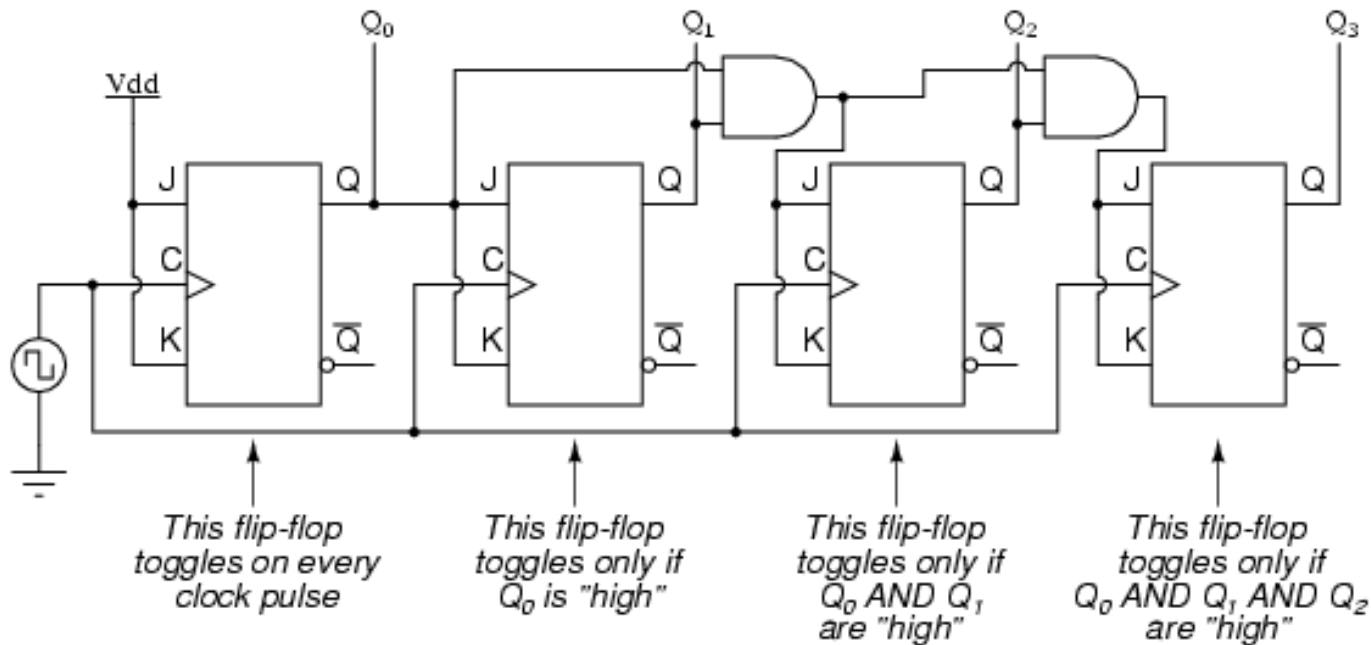 Q₀ Q₁ Q₂ Q₃
Vdd
J Q J Q J Q J Q
C C C C
K Q̅ K Q̅ K Q̅ K Q̅
This flip-flop
toggles on every
clock pulse
This flip-flop
toggles only if
Q₀ is "high"
This flip-flop
toggles only if
Q₀ AND Q₁
are "high"
This flip-flop
toggles only if
Q₀ AND Q₁ AND Q₂
are "high"